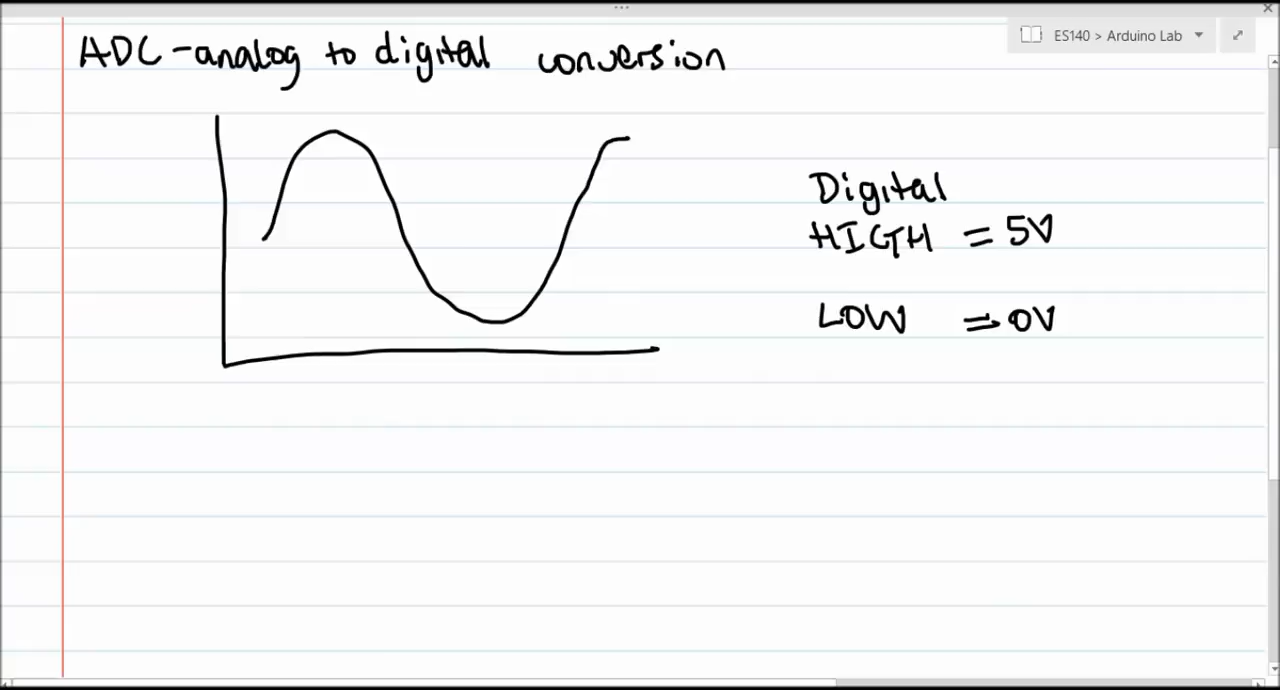 ES140 > Arduino Lab
ADC - analog to digital conversion
Digital
HIGH = 5V
LOW = 0V